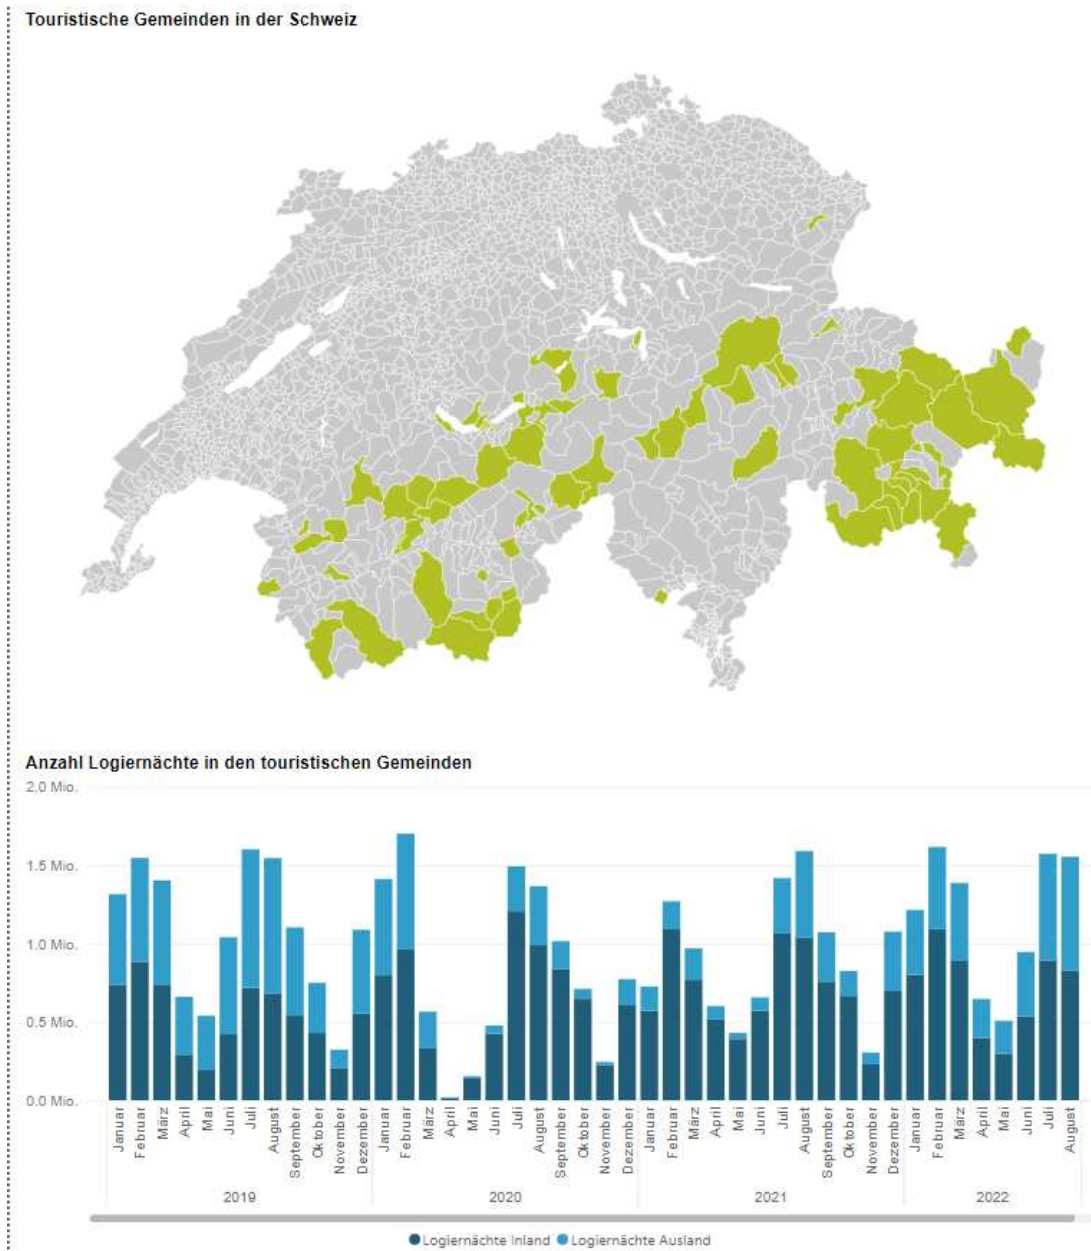 Touristische Gemeinden in der Schweiz
Anzahl Logiernächte in den touristischen Gemeinden
2.0 Mio.
1.5 Mio.
1.0 Mio.
0.5 Mio.
0.0 Mio.
Januar
Februar
März
April
Mai
Juni
Juli
August
September
Oktober
November
Dezember
Januar
Februar
März
April
Mai
Juni
Juli
August
September
Oktober
November
Dezember
Januar
Februar
März
April
Mai
Juni
Juli
August
September
Oktober
November
Dezember
Januar
Februar
März
April
Mai
Juni
Juli
August
2019 2020 2021 2022
Logiernächte Inland Logiernächte Ausland